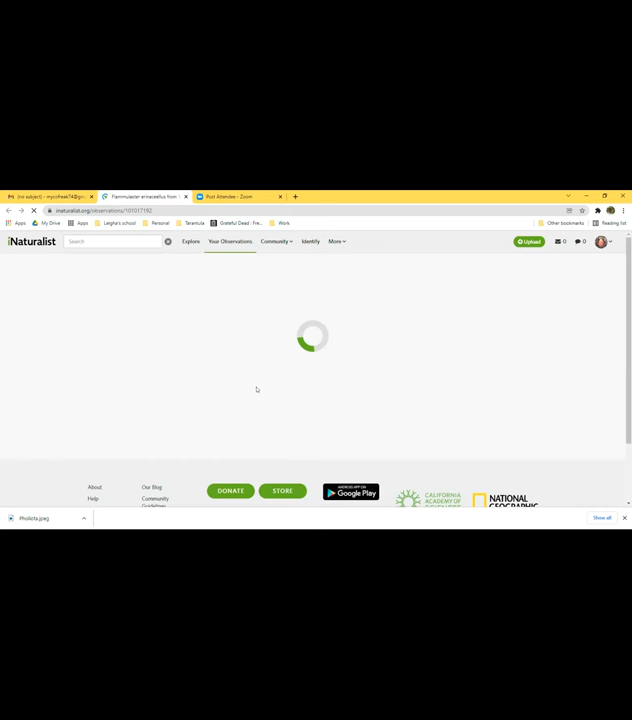 (no subject) - mycofreak74@gm
Flammulaster erinaceellus from
Post Attendee - Zoom
inaturalist.org/observations/101017192
Apps
My Drive
Apps
Leigha's school
Personal
Tarantula
Grateful Dead : Fre...
Work
Other bookmarks
Reading list
iNaturalist
Search
Explore
Your Observations
Community
Identify
More
Upload
0
0
About
Our Blog
DONATE
STORE
ANDROID APP ON
Google Play
Help
Community
Guidelines
CALIFORNIA
ACADEMY OF
SCIENCES
NATIONAL
GEOGRAPHIC
Pholiota.jpeg
Show all